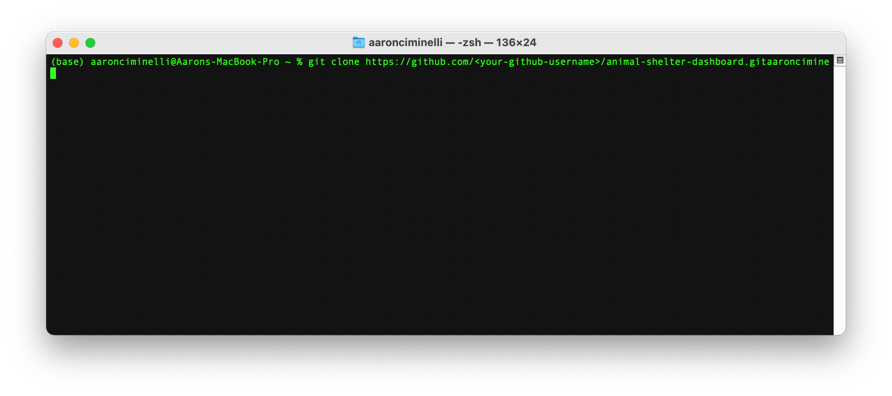 aaronciminelli — -zsh — 136×24
(base) aaronciminelli@Aarons-MacBook-Pro ~ % git clone https://github.com/<your-github-username>/animal-shelter-dashboard.gitaaroncimine